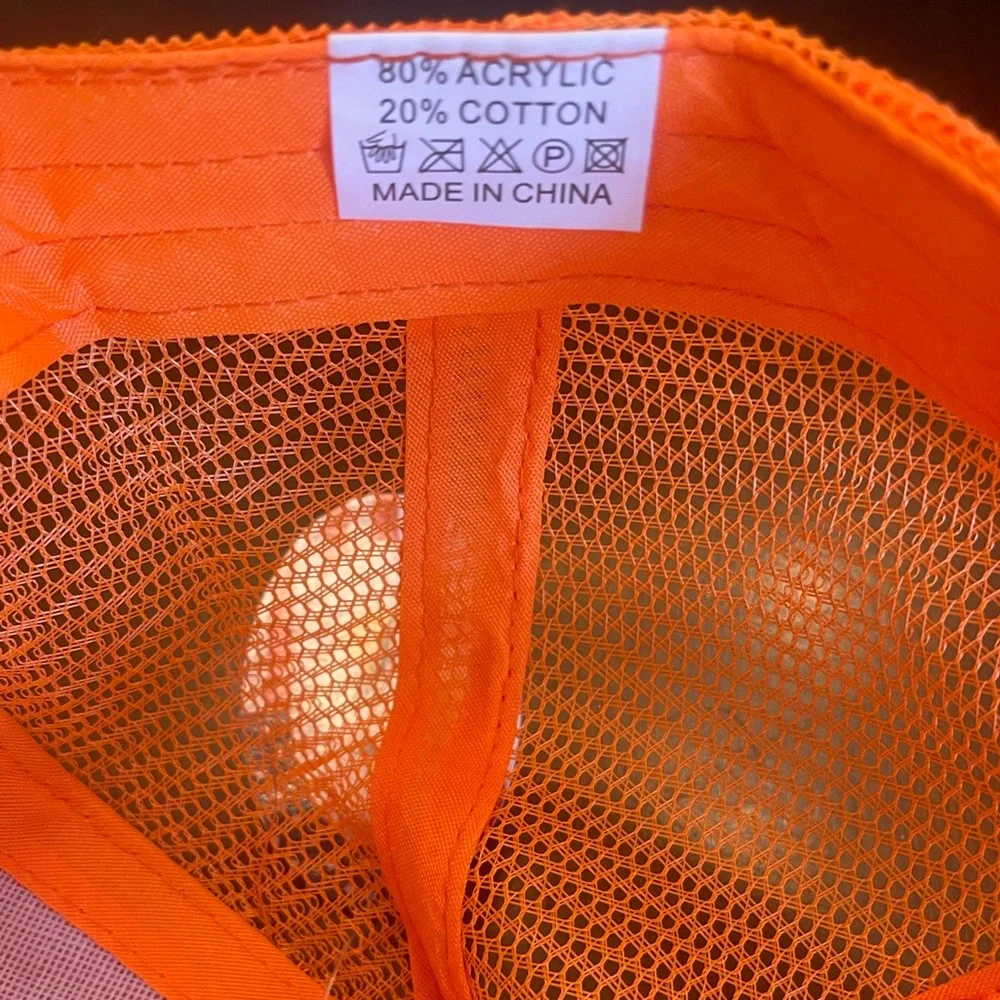 80% ACRYLIC
20% COTTON
P
MADE IN CHINA